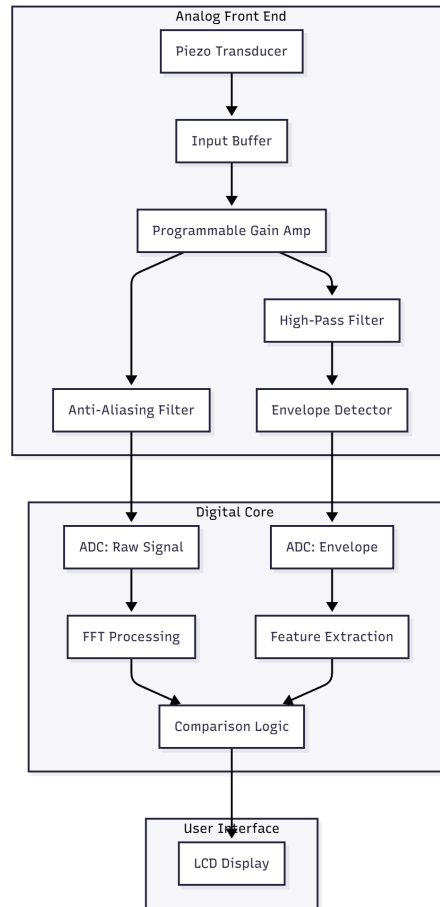 Analog Front End
Piezo Transducer
Input Buffer
Programmable Gain Amp
High-Pass Filter
Anti-Aliasing Filter
Envelope Detector
Digital Core
ADC: Raw Signal
ADC: Envelope
FFT Processing
Feature Extraction
Comparison Logic
User Interface
LCD Display